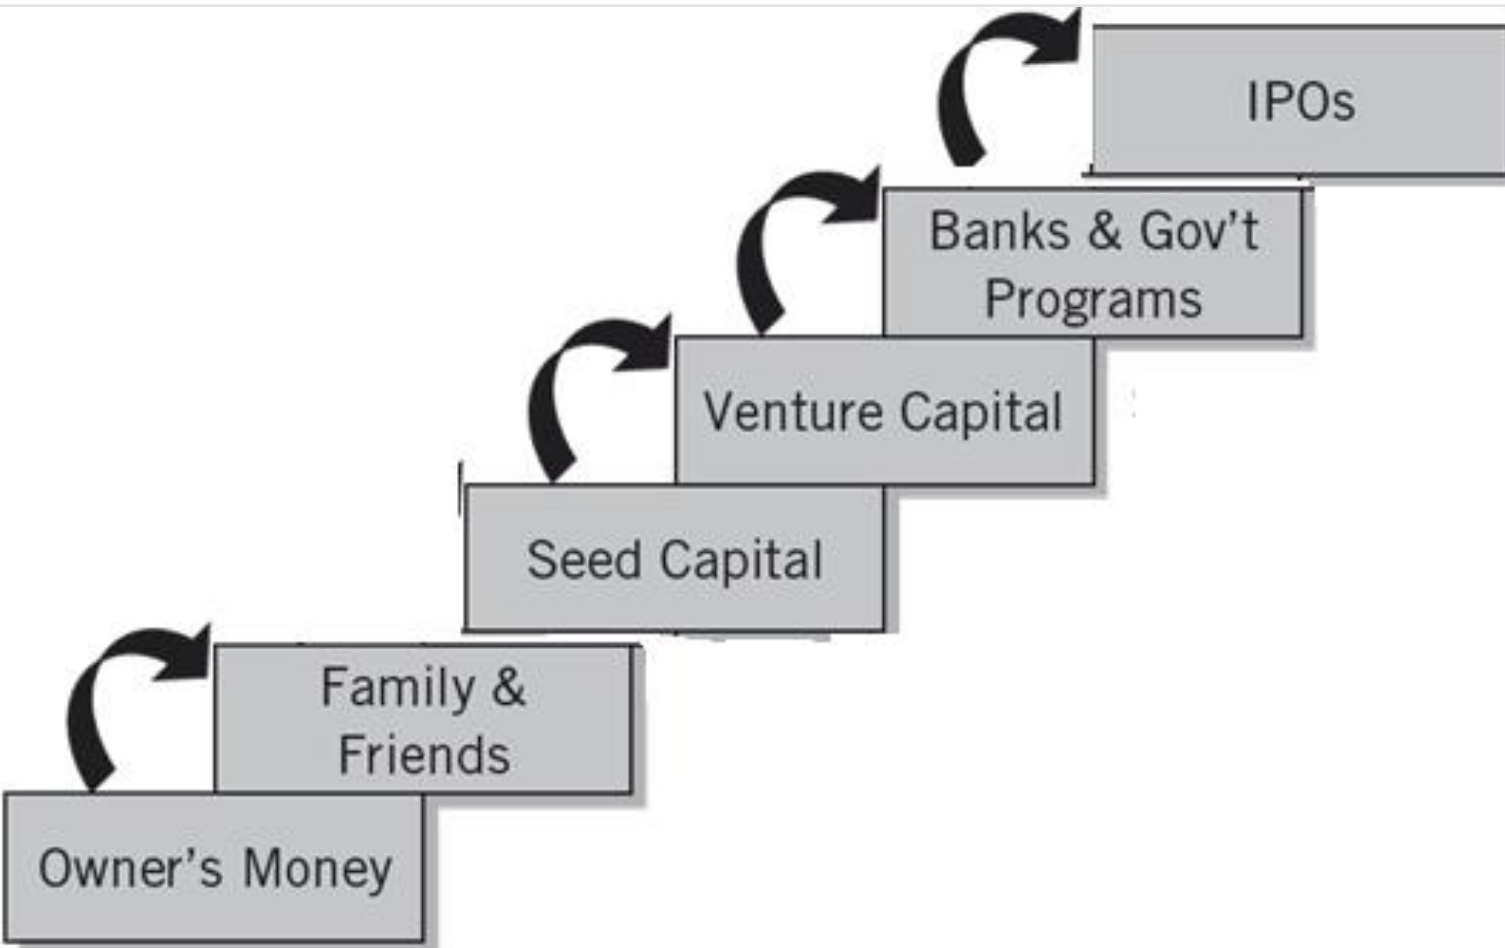 IPOs
Banks & Gov't
Programs
Venture Capital
Seed Capital
Family &
Friends
Owner's Money